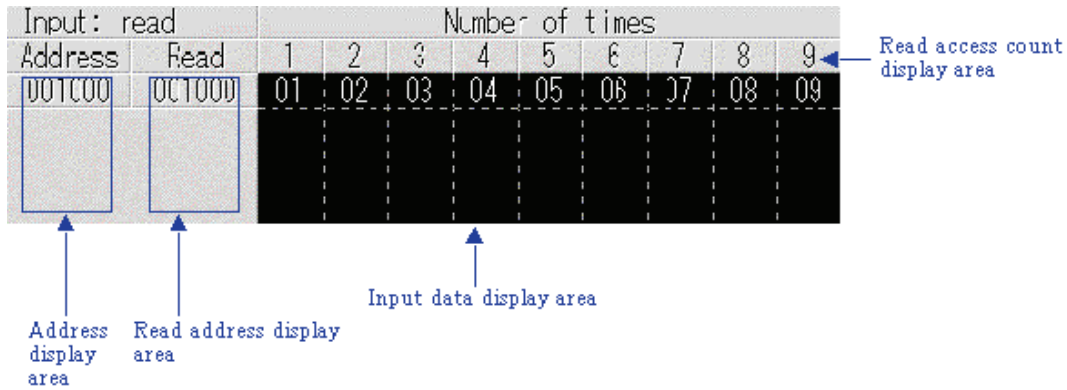 Input: read Number of times
Address Read 1 2 3 4 5 6 7 8 9
001C00 001000 01 02 03 04 05 06 07 08 09
Read access count
display area
Input data display area
Address
display
area
Read address display
area